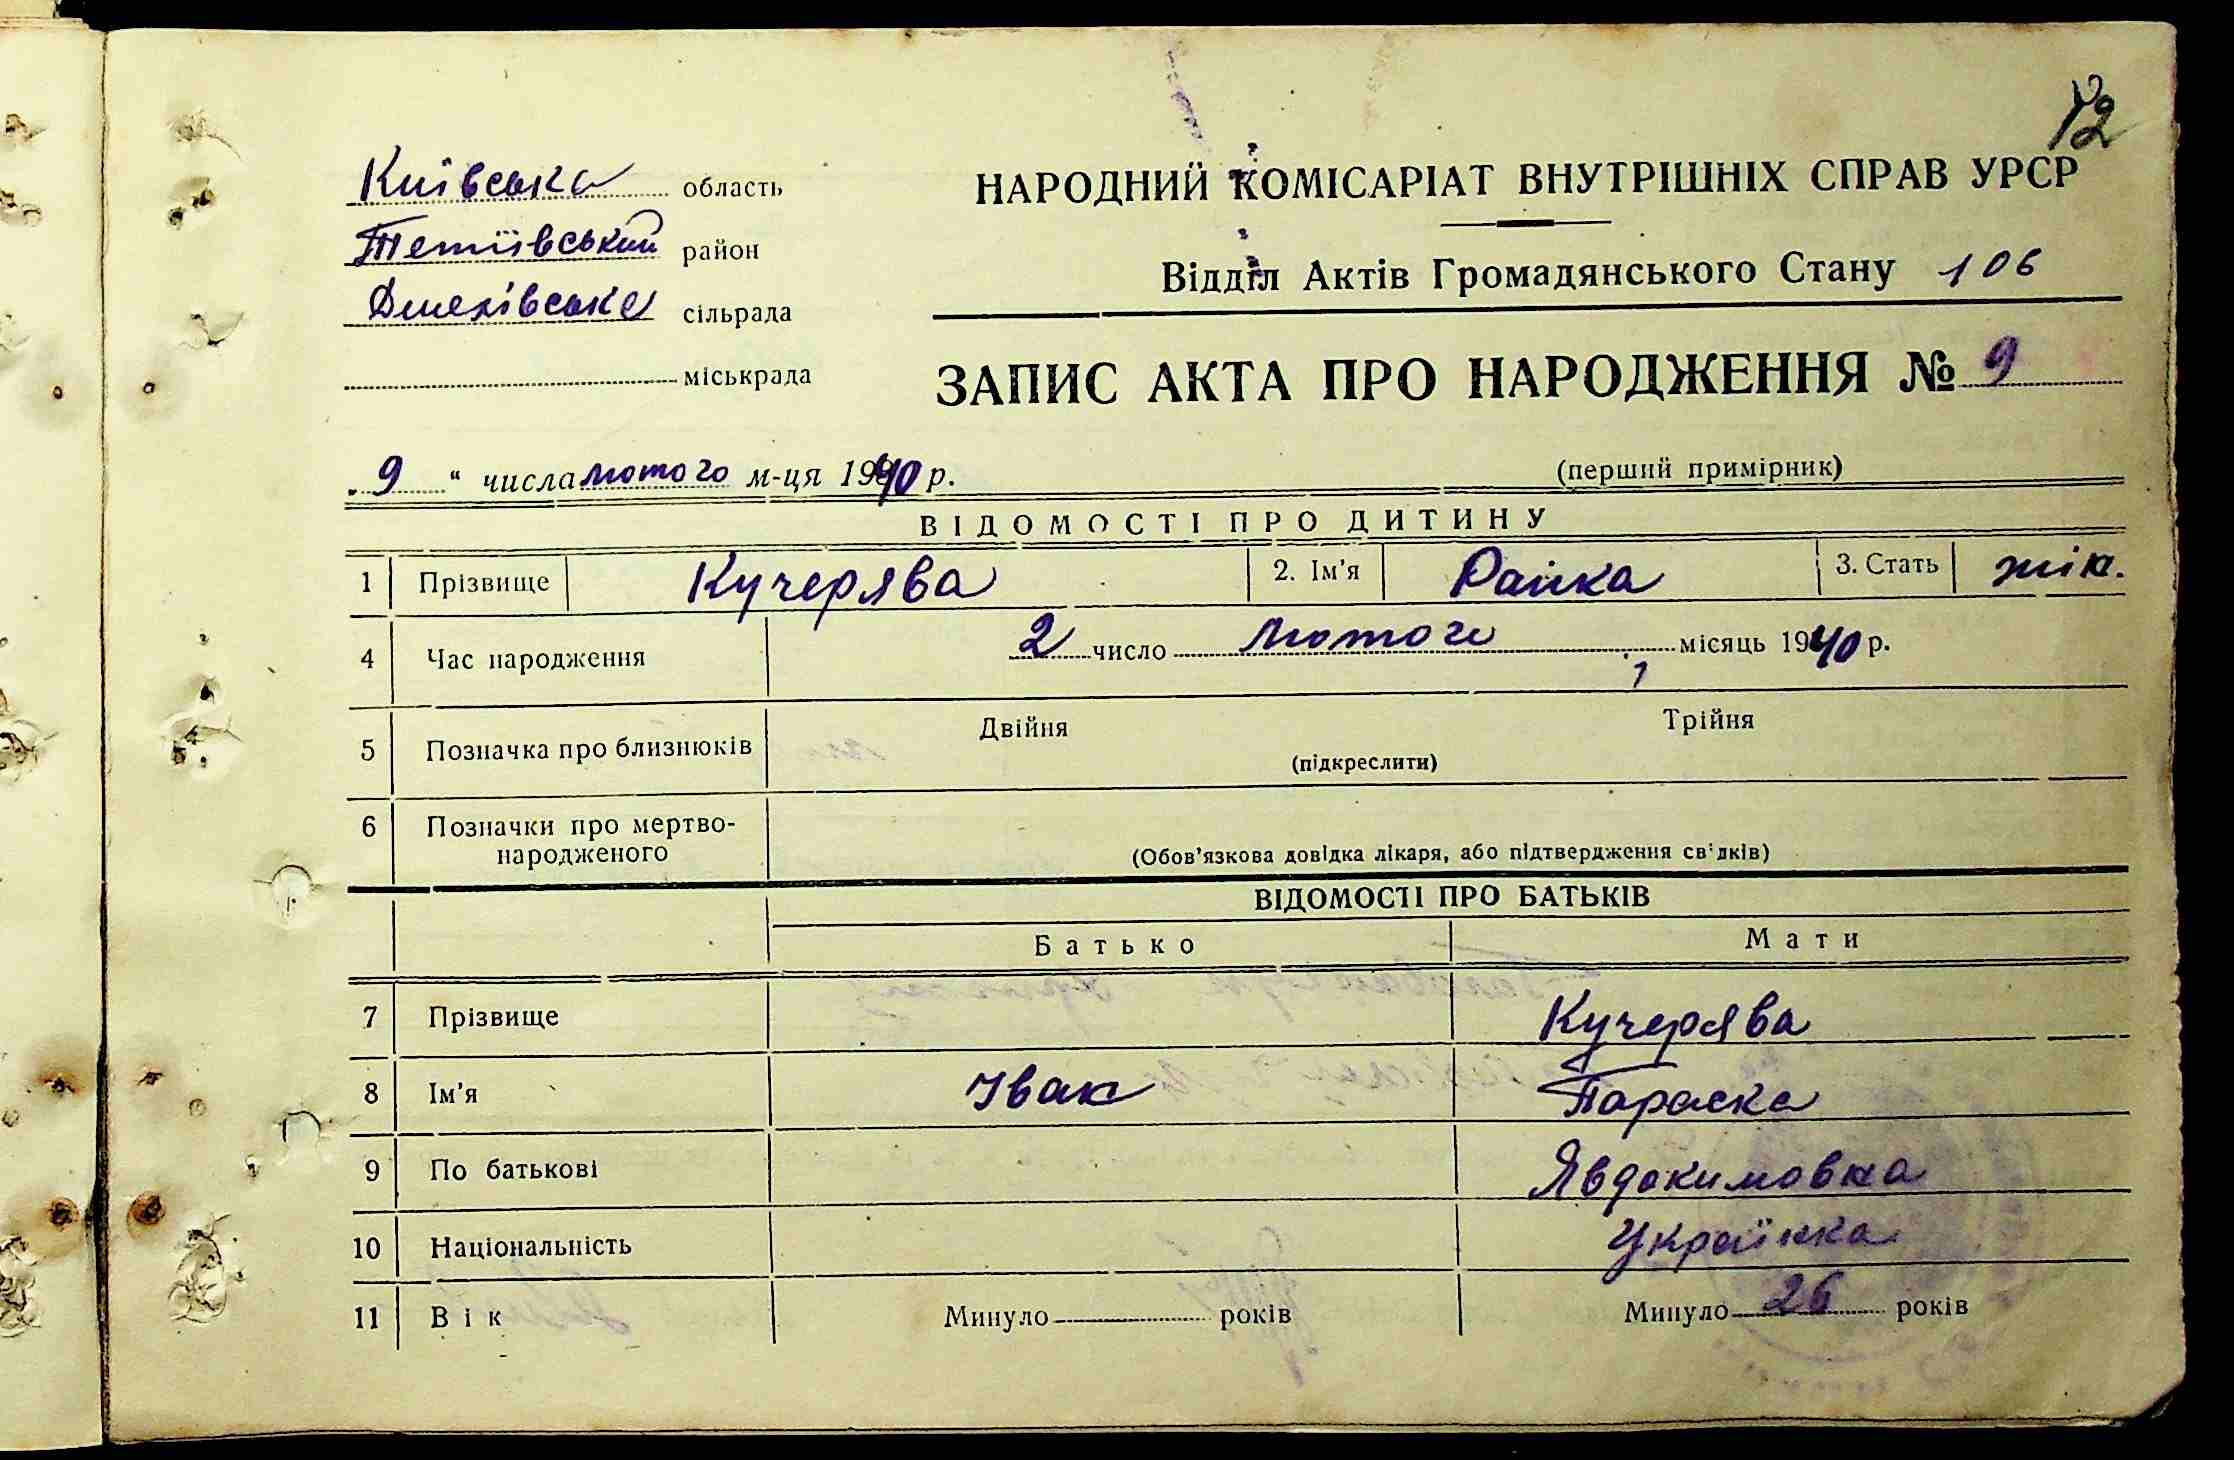 12
Київська область
Тетіївський район
сільрада
міськрада
НАРОДНИЙ КОМІСАРІАТ ВНУТРІШНІХ СПРАВ УРСР
Відділ Актів Громадянського Стану 106
ЗАПИС АКТА ПРО НАРОДЖЕННЯ № 9
„9“ числа лютого м-ця 1940 р.
(перший примірник)
ВІДОМОСТІ ПРО ДИТИНУ
1 Прізвище Кучерява 2. Ім'я Раїка 3. Стать жін.
4 Час народження 2 число лютого місяць 1940 р.
5 Позначка про близнюків Двійня Трійня
(підкреслити)
6 Позначки про мертво-
народженого
(Обов'язкова довідка лікаря, або підтвердження свідків)
ВІДОМОСТІ ПРО БАТЬКІВ
Батько Мати
7 Прізвище Кучерява
8 Ім'я Іван Параска
9 По батькові Явдокимовна
10 Національність Українка
11 Вік Минуло років Минуло 26 років